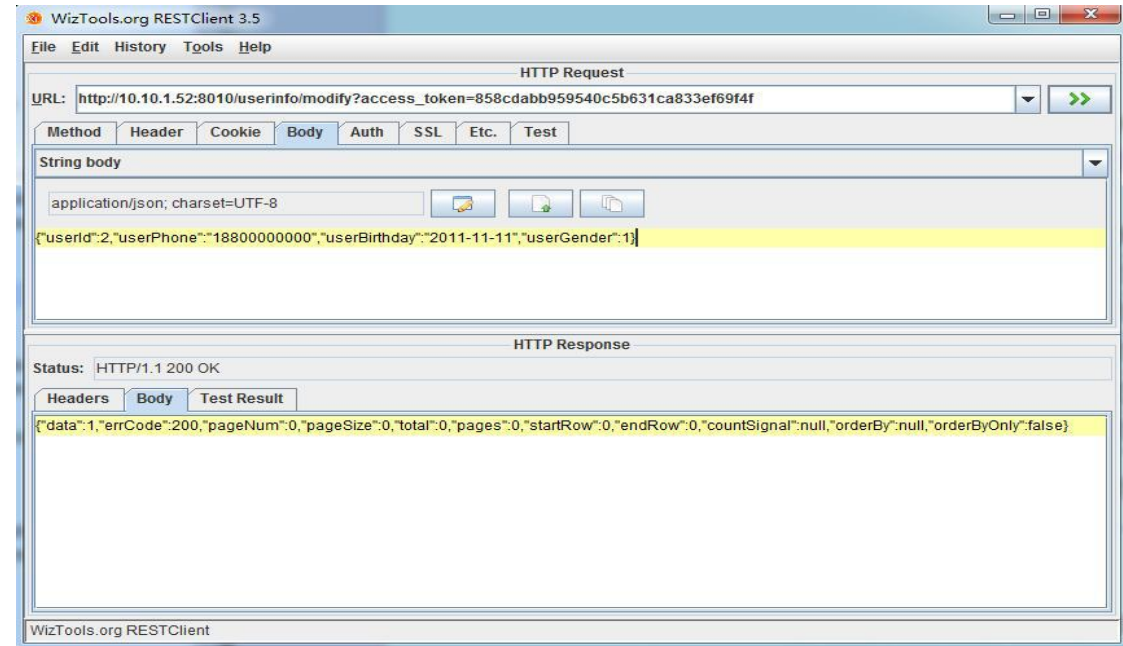 WizTools.org RESTClient 3.5
File Edit History Tools Help
HTTP Request
URL: http://10.10.1.52:8010/userinfo/modify?access_token=858cdabb959540c5b631ca833ef69f4f
Method Header Cookie Body Auth SSL Etc. Test
String body
application/json; charset=UTF-8
{"userId":2,"userPhone":"18800000000","userBirthday":"2011-11-11","userGender":1}
HTTP Response
Status: HTTP/1.1 200 OK
Headers Body Test Result
{"data":1,"errCode":200,"pageNum":0,"pageSize":0,"total":0,"pages":0,"startRow":0,"endRow":0,"countSignal":null,"orderBy":null,"orderByOnly":false}
WizTools.org RESTClient